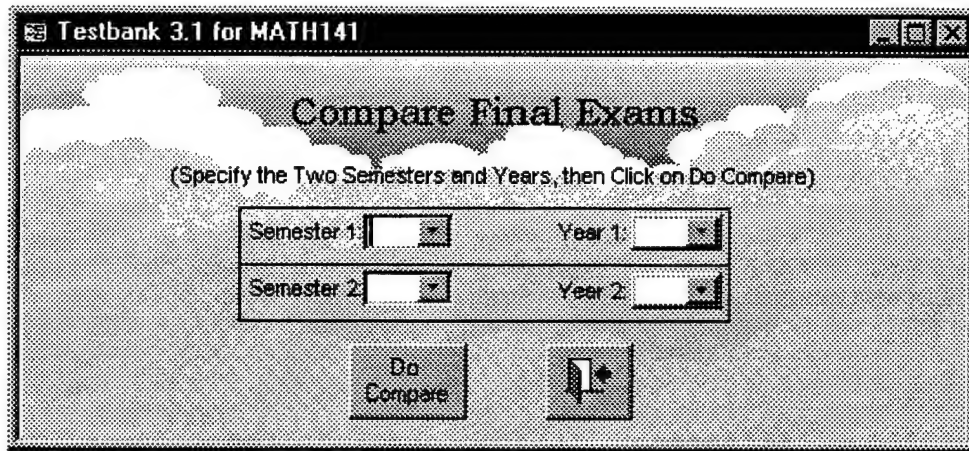 Testbank 3.1 for MATH141
Compare Final Exams
(Specify the Two Semesters and Years, then Click on Do Compare)
Semester 1: Year 1:
Semester 2: Year 2:
Do
Compare